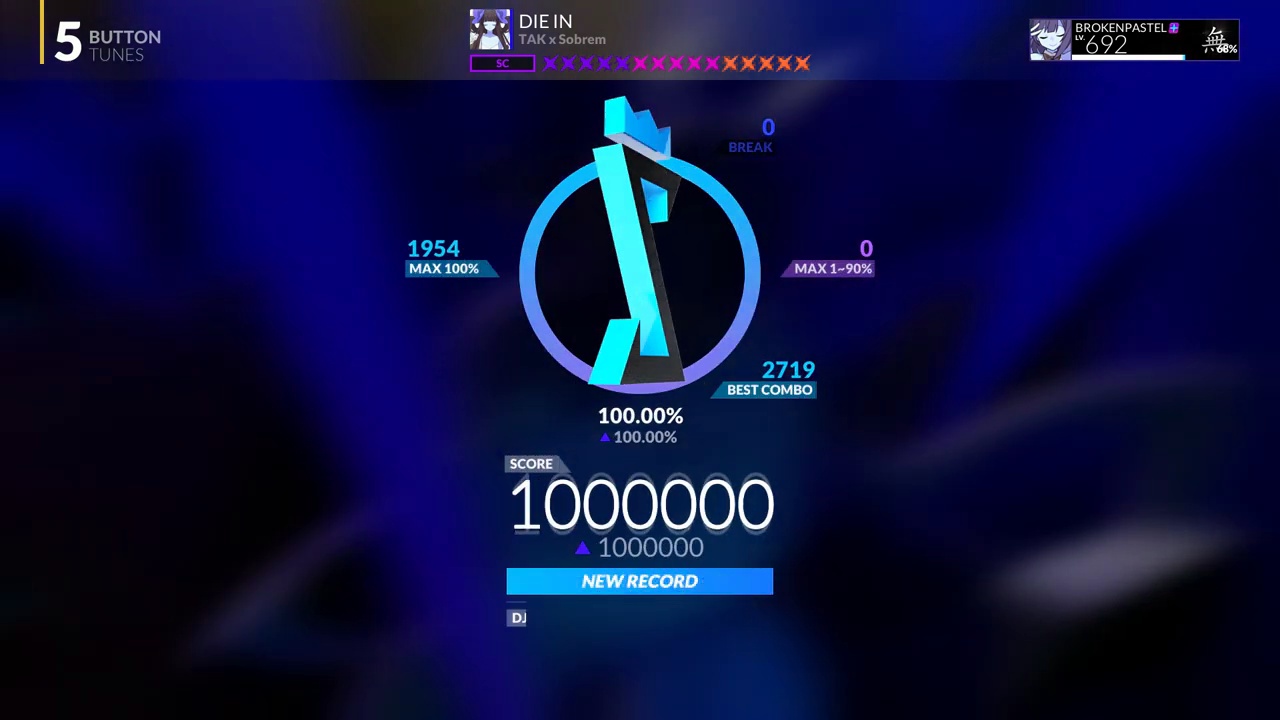 5
BUTTON
TUNES
DIE IN
TAK x Sobrem
SC
BROKENPASTEL
LV. 692
無
68%
0
BREAK
1954
MAX 100%
0
MAX 1~90%
2719
BEST COMBO
100.00%
100.00%
SCORE
1000000
1000000
NEW RECORD
DJ